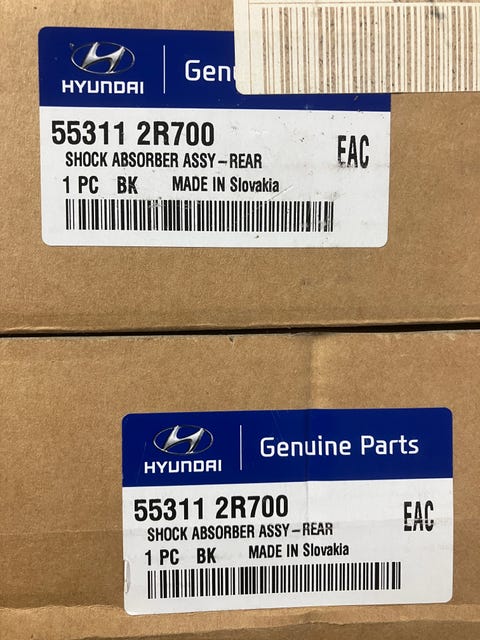 HYUNDAI
55311 2R700
SHOCK ABSORBER ASSY-REAR
EAC
1 PC BK MADE IN Slovakia
HYUNDAI
Genuine Parts
55311 2R700
SHOCK ABSORBER ASSY-REAR
EAC
1 PC BK MADE IN Slovakia